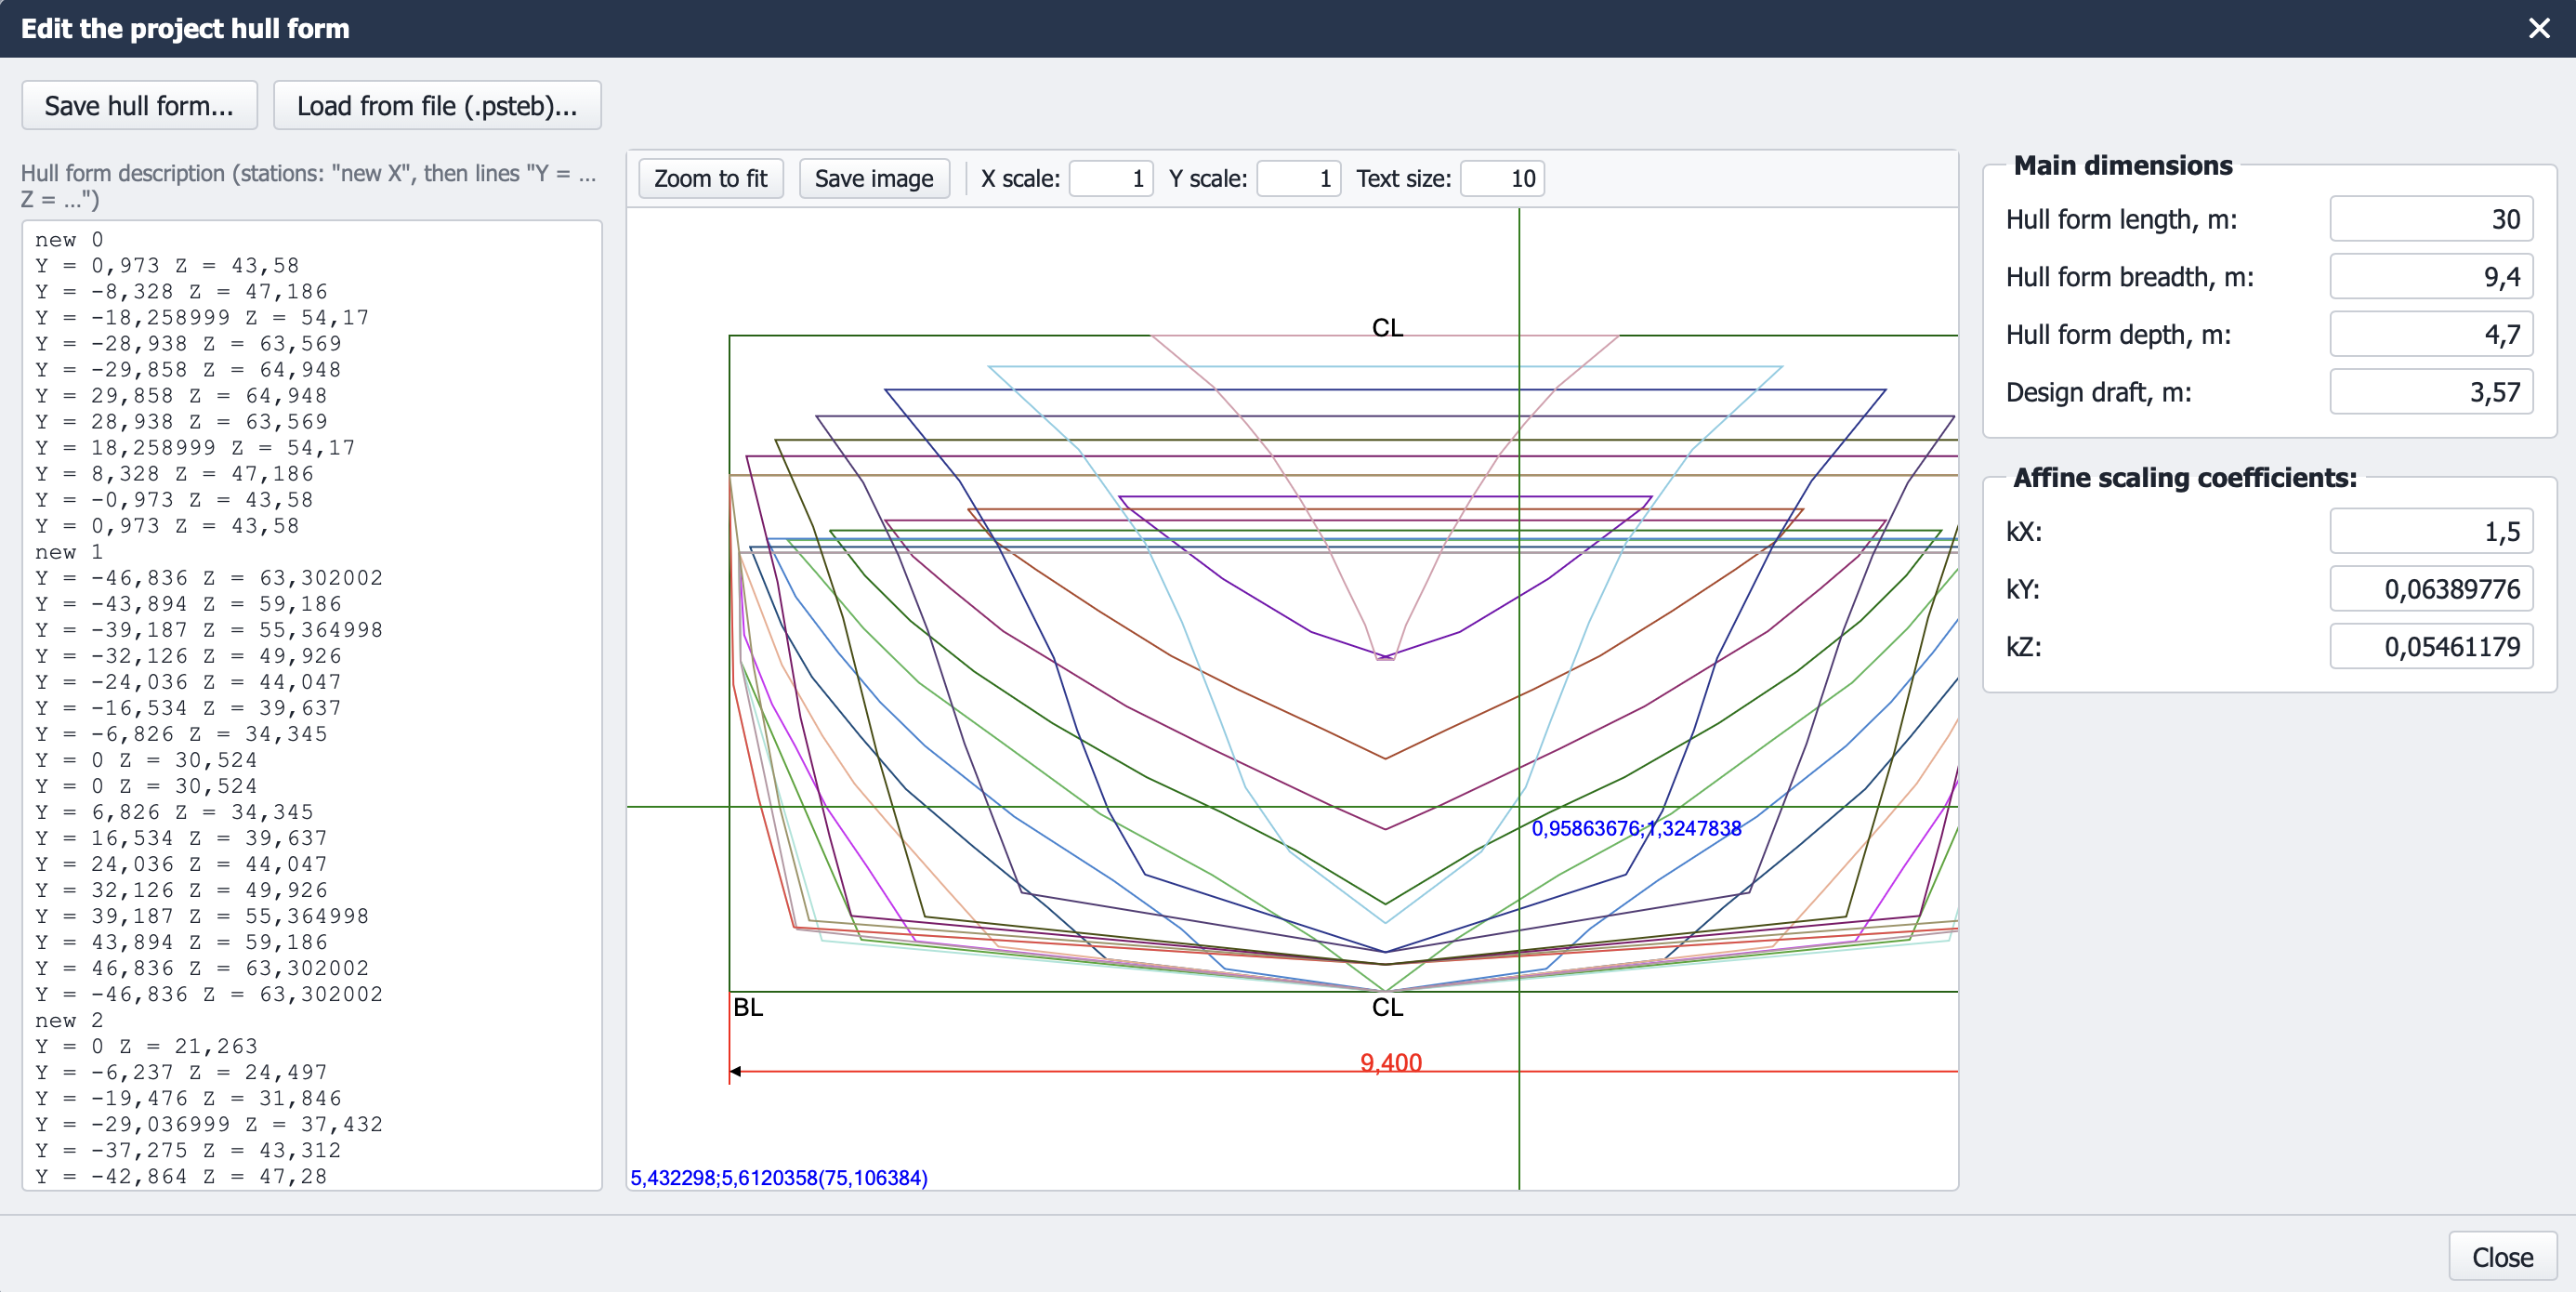 Edit the project hull form
Save hull form...
Load from file (.psteb)...
Hull form description (stations: "new X", then lines "Y = ...
Z = ...")
new 0
Y = 0,973 Z = 43,58
Y = -8,328 Z = 47,186
Y = -18,258999 Z = 54,17
Y = -28,938 Z = 63,569
Y = -29,858 Z = 64,948
Y = 29,858 Z = 64,948
Y = 28,938 Z = 63,569
Y = 18,258999 Z = 54,17
Y = 8,328 Z = 47,186
Y = -0,973 Z = 43,58
Y = 0,973 Z = 43,58
new 1
Y = -46,836 Z = 63,302002
Y = -43,894 Z = 59,186
Y = -39,187 Z = 55,364998
Y = -32,126 Z = 49,926
Y = -24,036 Z = 44,047
Y = -16,534 Z = 39,637
Y = -6,826 Z = 34,345
Y = 0 Z = 30,524
Y = 0 Z = 30,524
Y = 6,826 Z = 34,345
Y = 16,534 Z = 39,637
Y = 24,036 Z = 44,047
Y = 32,126 Z = 49,926
Y = 39,187 Z = 55,364998
Y = 43,894 Z = 59,186
Y = 46,836 Z = 63,302002
Y = -46,836 Z = 63,302002
new 2
Y = 0 Z = 21,263
Y = -6,237 Z = 24,497
Y = -19,476 Z = 31,846
Y = -29,036999 Z = 37,432
Y = -37,275 Z = 43,312
Y = -42,864 Z = 47,28
Zoom to fit
Save image
X scale: 1
Y scale: 1
Text size: 10
CL
0,95863676;1,3247838
BL
CL
9,400
5,432298;5,6120358(75,106384)
Main dimensions
Hull form length, m: 30
Hull form breadth, m: 9,4
Hull form depth, m: 4,7
Design draft, m: 3,57
Affine scaling coefficients:
kX: 1,5
kY: 0,06389776
kZ: 0,05461179
Close